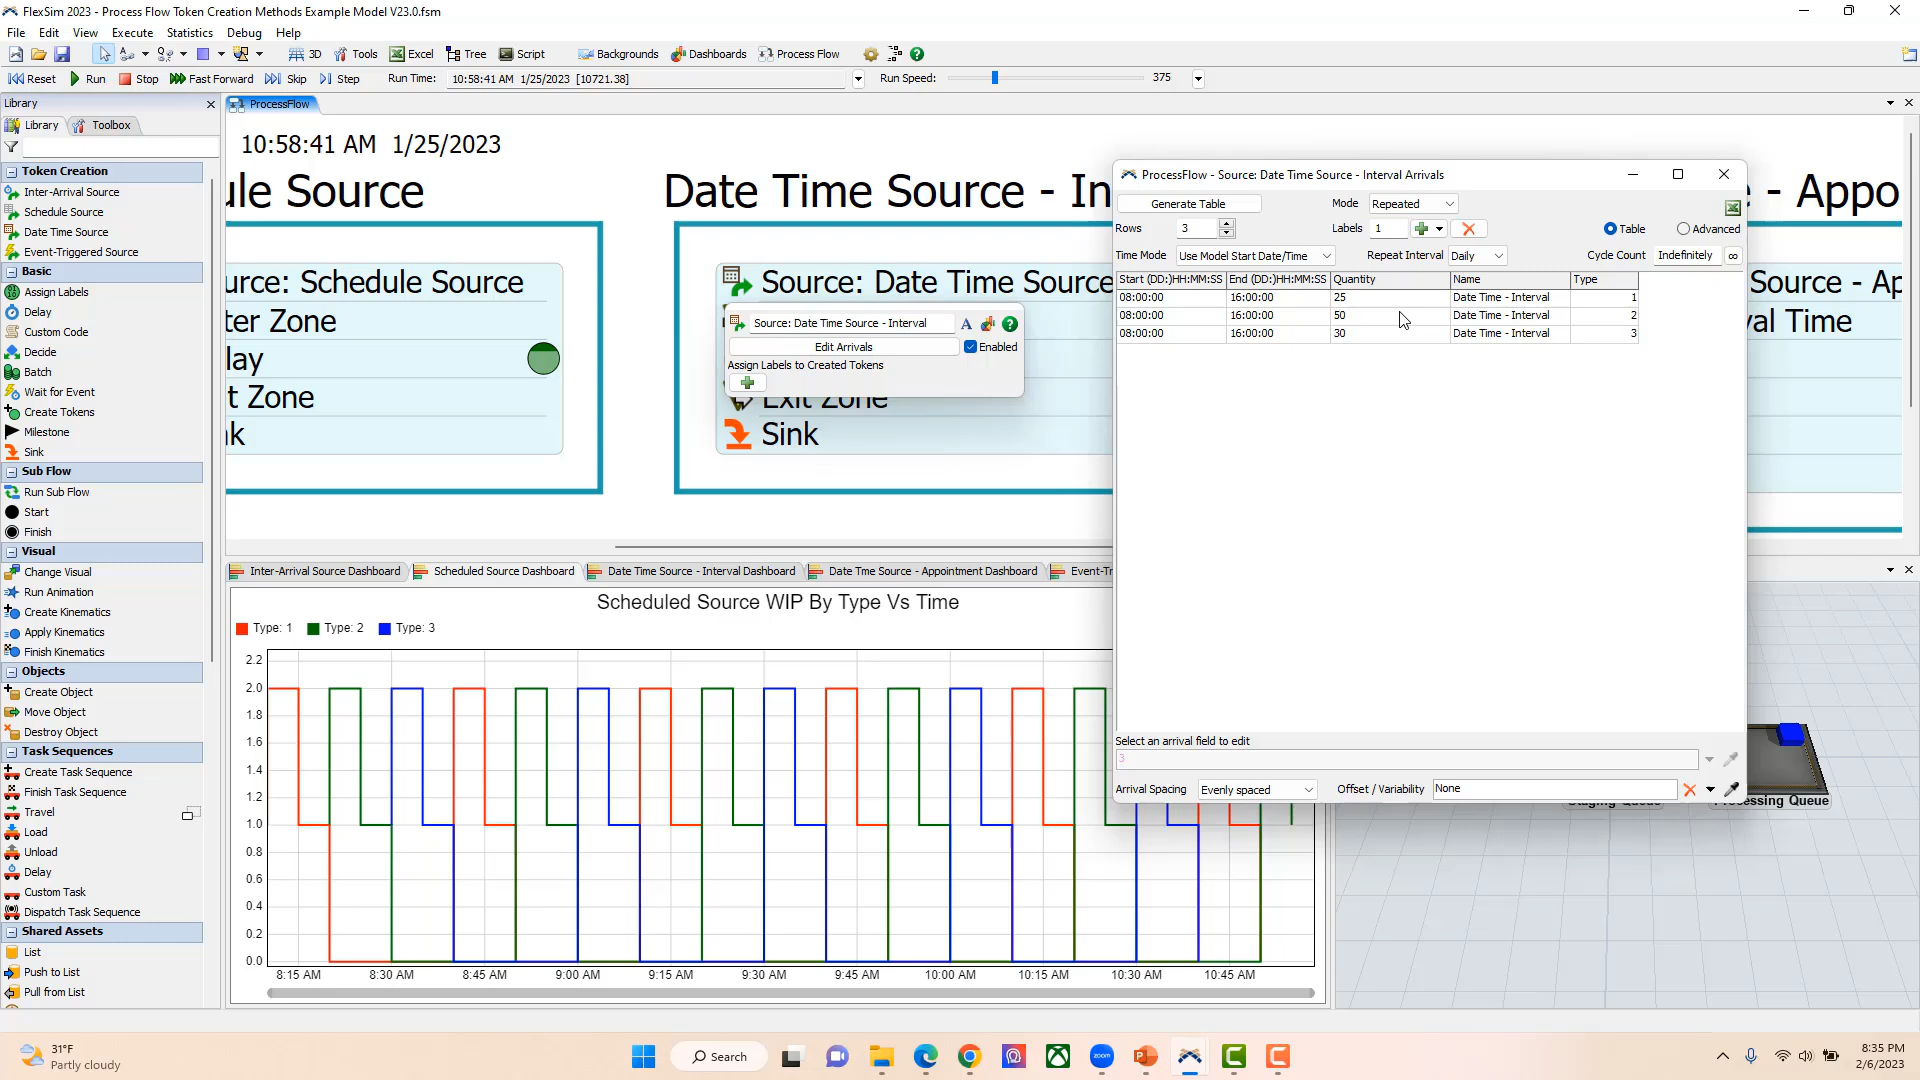 FlexSim 2023 - Process Flow Token Creation Methods Example Model V23.0.fsm
File Edit View Execute Statistics Debug Help
3D Tools Excel Tree Script Backgrounds Dashboards Process Flow
Reset Run Stop Fast Forward Skip Step Run Time: 10:58:41 AM 1/25/2023 [10721.38] Run Speed: 375
Library
Library Toolbox
Token Creation
Inter-Arrival Source
Schedule Source
Date Time Source
Event-Triggered Source
Basic
Assign Labels
Delay
Custom Code
Decide
Batch
Wait for Event
Create Tokens
Milestone
Sink
Sub Flow
Run Sub Flow
Start
Finish
Visual
Change Visual
Run Animation
Create Kinematics
Apply Kinematics
Finish Kinematics
Objects
Create Object
Move Object
Destroy Object
Task Sequences
Create Task Sequence
Finish Task Sequence
Travel
Load
Unload
Delay
Custom Task
Dispatch Task Sequence
Shared Assets
List
Push to List
Pull from List
ProcessFlow
10:58:41 AM 1/25/2023
ule Source
urce: Schedule Source
ter Zone
lay
t Zone
nk
Date Time Source - In
Source: Date Time Source
Exit Zone
Sink
Source: Date Time Source - Interval
Edit Arrivals
Enabled
Assign Labels to Created Tokens
- Appo
Source - Ap
val Time
ProcessFlow - Source: Date Time Source - Interval Arrivals
Generate Table Mode Repeated
Rows 3 Labels 1 Table Advanced
Time Mode Use Model Start Date/Time Repeat Interval Daily Cycle Count Indefinitely ∞
Start (DD:)HH:MM:SS End (DD:)HH:MM:SS Quantity Name Type
08:00:00 16:00:00 25 Date Time - Interval 1
08:00:00 16:00:00 50 Date Time - Interval 2
08:00:00 16:00:00 30 Date Time - Interval 3
Select an arrival field to edit
3
Arrival Spacing Evenly spaced Offset / Variability None
Inter-Arrival Source Dashboard Scheduled Source Dashboard Date Time Source - Interval Dashboard Date Tme Source - Appointment Dashboard Event-Tr
Scheduled Source WIP By Type Vs Time
Type: 1 Type: 2 Type: 3
2.2
2.0
1.8
1.6
1.4
1.2
1.0
0.8
0.6
0.4
0.2
0.0
8:15 AM 8:30 AM 8:45 AM 9:00 AM 9:15 AM 9:30 AM 9:45 AM 10:00 AM 10:15 AM 10:30 AM 10:45 AM
Staging Queue Processing Queue
31°F
Partly cloudy
Search
zoom
8:35 PM
2/6/2023